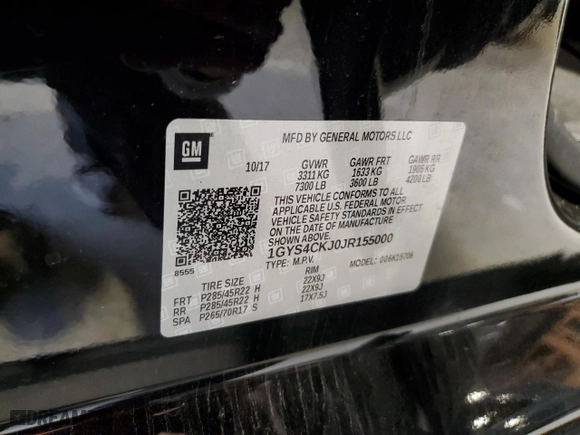 GM
MFD BY GENERAL MOTORS LLC
10/17 GVWR GAWR FRT GAWR RR
3311 KG 1633 KG 1905 KG
7300 LB 3600 LB 4200 LB
THIS VEHICLE CONFORMS TO ALL
APPLICABLE U.S. FEDERAL MOTOR
VEHICLE SAFETY STANDARDS IN
EFFECT ON THE DATE OF MANUFACTURE
SHOWN ABOVE.
1GYS4CKJ0JR155000
8555 TYPE: M.P.V. MODEL:
TIRE SIZE RIM
FRT P285/45R22 H 22X9J
RR P285/45R22 H 22X9J
SPA P265/70R17 S 17X7.5J